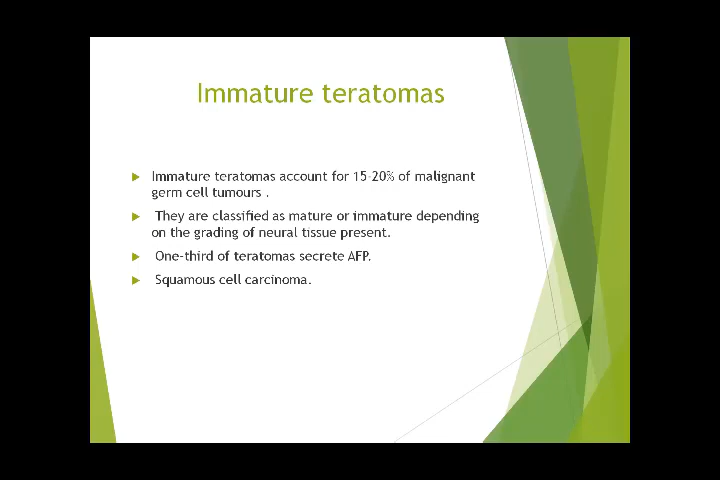 Immature teratomas
Immature teratomas account for 15-20% of malignant
germ cell tumours .
They are classified as mature or immature depending
on the grading of neural tissue present.
One-third of teratomas secrete AFP.
Squamous cell carcinoma.